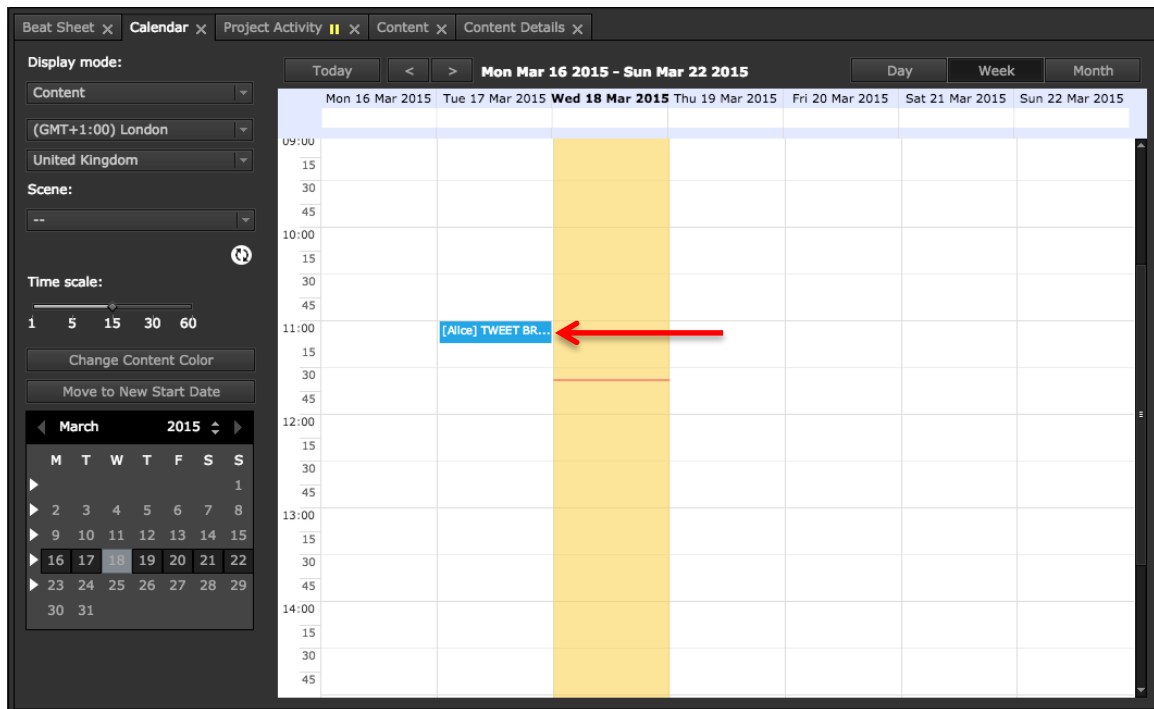 Beat Sheet x Calendar x Project Activity x Content x Content Details x
Display mode:
Content
(GMT+1:00) London
United Kingdom
Scene:
--
Time scale:
1 5 15 30 60
Change Content Color
Move to New Start Date
March 2015
M T W T F S S
1
2 3 4 5 6 7 8
9 10 11 12 13 14 15
16 17 18 19 20 21 22
23 24 25 26 27 28 29
30 31
Today < > Mon Mar 16 2015 - Sun Mar 22 2015 Day Week Month
Mon 16 Mar 2015 Tue 17 Mar 2015 Wed 18 Mar 2015 Thu 19 Mar 2015 Fri 20 Mar 2015 Sat 21 Mar 2015 Sun 22 Mar 2015
09:00
15
30
45
10:00
15
30
45
11:00 [Alice] TWEET BR...
15
30
45
12:00
15
30
45
13:00
15
30
45
14:00
15
30
45